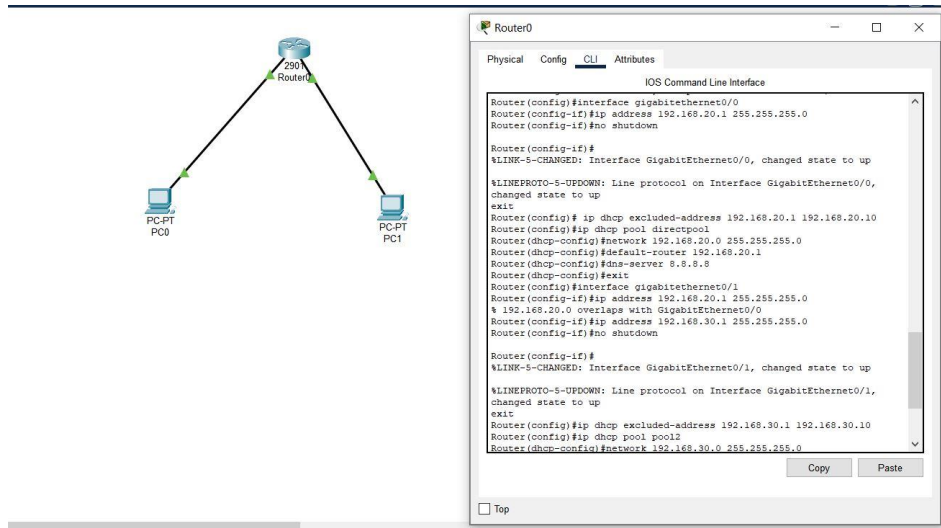 2901
Router0
PC-PT
PC0
PC-PT
PC1
Router0
Physical Config CLI Attributes
IOS Command Line Interface
Router(config)#interface gigabitethernet0/0
Router(config-if)#ip address 192.168.20.1 255.255.255.0
Router(config-if)#no shutdown
Router(config-if)#
%LINK-5-CHANGED: Interface GigabitEthernet0/0, changed state to up
%LINEPROTO-5-UPDOWN: Line protocol on Interface GigabitEthernet0/0,
changed state to up
exit
Router(config)# ip dhcp excluded-address 192.168.20.1 192.168.20.10
Router(config)#ip dhcp pool directpool
Router(dhcp-config)#network 192.168.20.0 255.255.255.0
Router(dhcp-config)#default-router 192.168.20.1
Router(dhcp-config)#dns-server 8.8.8.8
Router(dhcp-config)#exit
Router(config)#interface gigabitethernet0/1
Router(config-if)#ip address 192.168.20.1 255.255.255.0
% 192.168.20.0 overlaps with GigabitEthernet0/0
Router(config-if)#ip address 192.168.30.1 255.255.255.0
Router(config-if)#no shutdown
Router(config-if)#
%LINK-5-CHANGED: Interface GigabitEthernet0/1, changed state to up
%LINEPROTO-5-UPDOWN: Line protocol on Interface GigabitEthernet0/1,
changed state to up
exit
Router(config)#ip dhcp excluded-address 192.168.30.1 192.168.30.10
Router(config)#ip dhcp pool pool2
Router(dhcp-config)#network 192.168.30.0 255.255.255.0
Copy Paste
Top